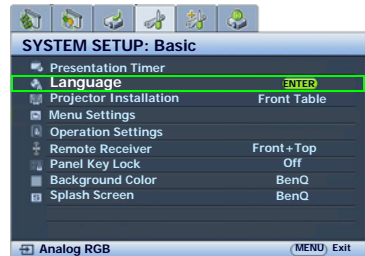 SYSTEM SETUP: Basic
Presentation Timer
Language ENTER
Projector Installation Front Table
Menu Settings
Operation Settings
Remote Receiver Front+Top
Panel Key Lock Off
Background Color BenQ
Splash Screen BenQ
Analog RGB MENU Exit